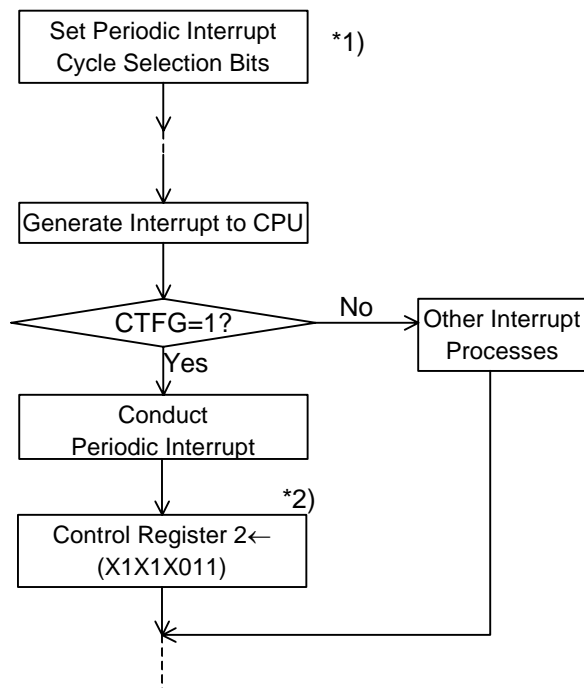 Set Periodic Interrupt
Cycle Selection Bits
*1)
Generate Interrupt to CPU
CTFG=1?
No
Other Interrupt
Processes
Yes
Conduct
Periodic Interrupt
*2)
Control Register 2←
(X1X1X011)